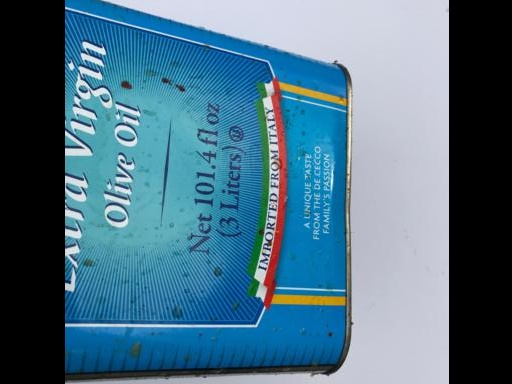 Extra Virgin
Olive Oil
Net 101.4 fl oz
(3 Liters) Ⓤ
IMPORTED FROM ITALY
A UNIQUE TASTE
FROM THE DE CECCO
FAMILY'S PASSION